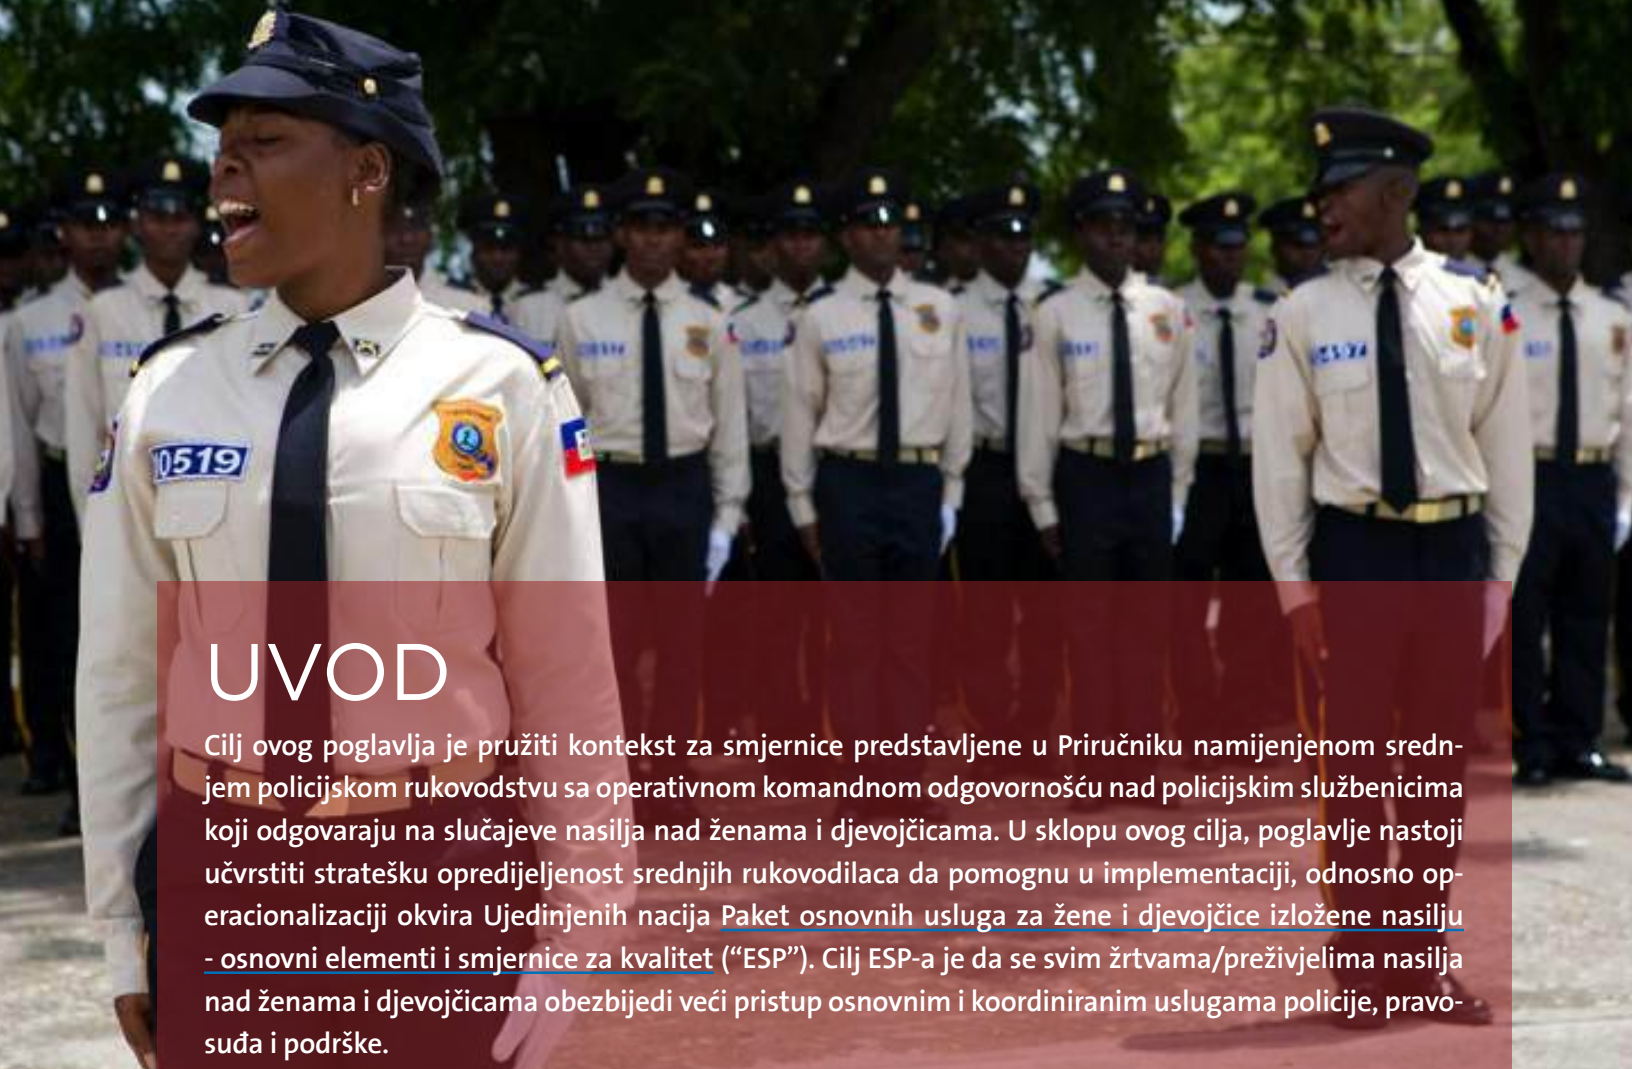 0519
0497
UVOD
Cilj ovog poglavlja je pružiti kontekst za smjernice predstavljene u Priručniku namijenjenom sredn-
jem policijskom rukovodstvu sa operativnom komandnom odgovornošću nad policijskim službenicima
koji odgovaraju na slučajeve nasilja nad ženama i djevojčicama. U sklopu ovog cilja, poglavlje nastoji
učvrstiti stratešku opredijeljenost srednjih rukovodilaca da pomognu u implementaciji, odnosno op-
eracionalizaciji okvira Ujedinjenih nacija Paket osnovnih usluga za žene i djevojčice izložene nasilju
- osnovni elementi i smjernice za kvalitet (“ESP”). Cilj ESP-a je da se svim žrtvama/preživjelima nasilja
nad ženama i djevojčicama obezbijedi veći pristup osnovnim i koordiniranim uslugama policije, pravo-
suđa i podrške.